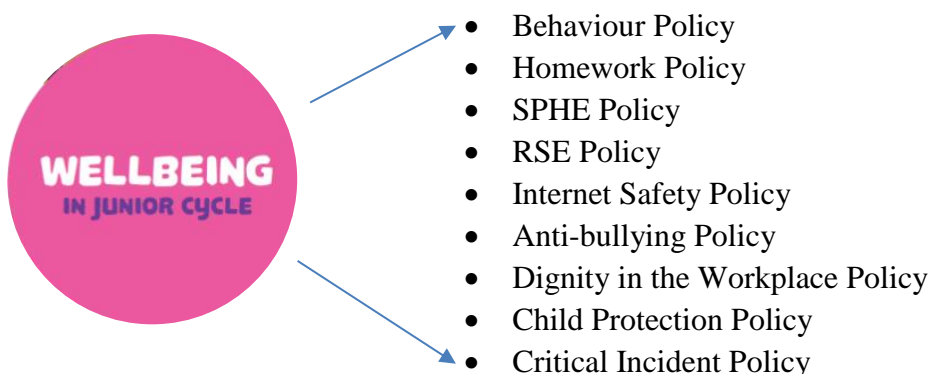 WELLBEING
IN JUNIOR CYCLE
• Behaviour Policy
• Homework Policy
• SPHE Policy
• RSE Policy
• Internet Safety Policy
• Anti-bullying Policy
• Dignity in the Workplace Policy
• Child Protection Policy
• Critical Incident Policy